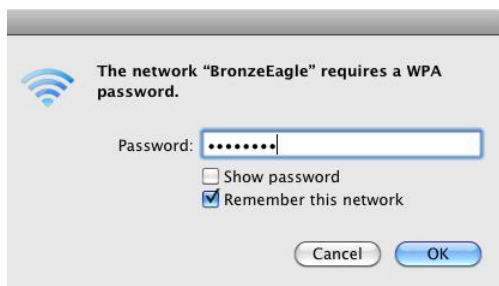 The network “BronzeEagle” requires a WPA
password.
Password: ••••••••
Show password
Remember this network
Cancel OK